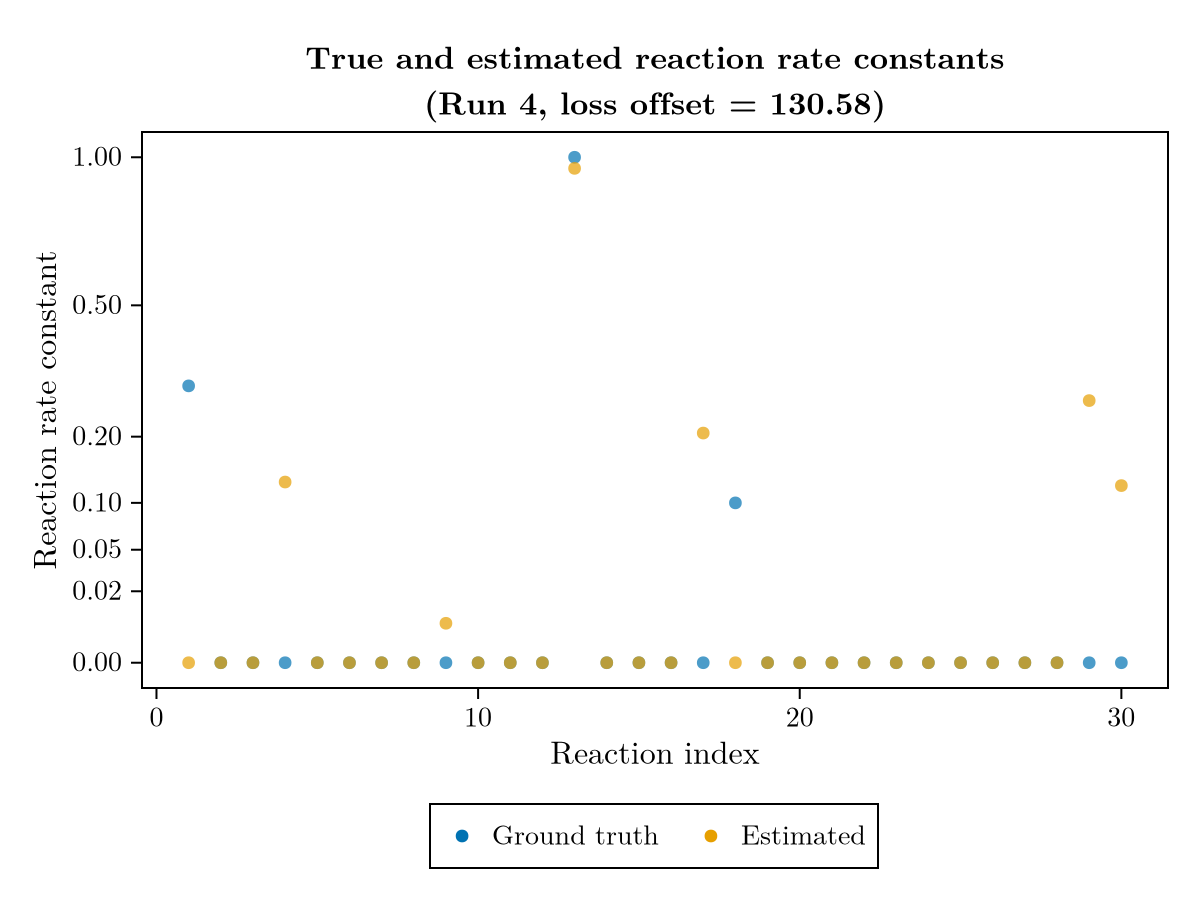 True and estimated reaction rate constants
(Run 4, loss offset = 130.58)
Reaction rate constant
1.00
0.50
0.20
0.10
0.05
0.02
0.00
0 10 20 30
Reaction index
Ground truth Estimated